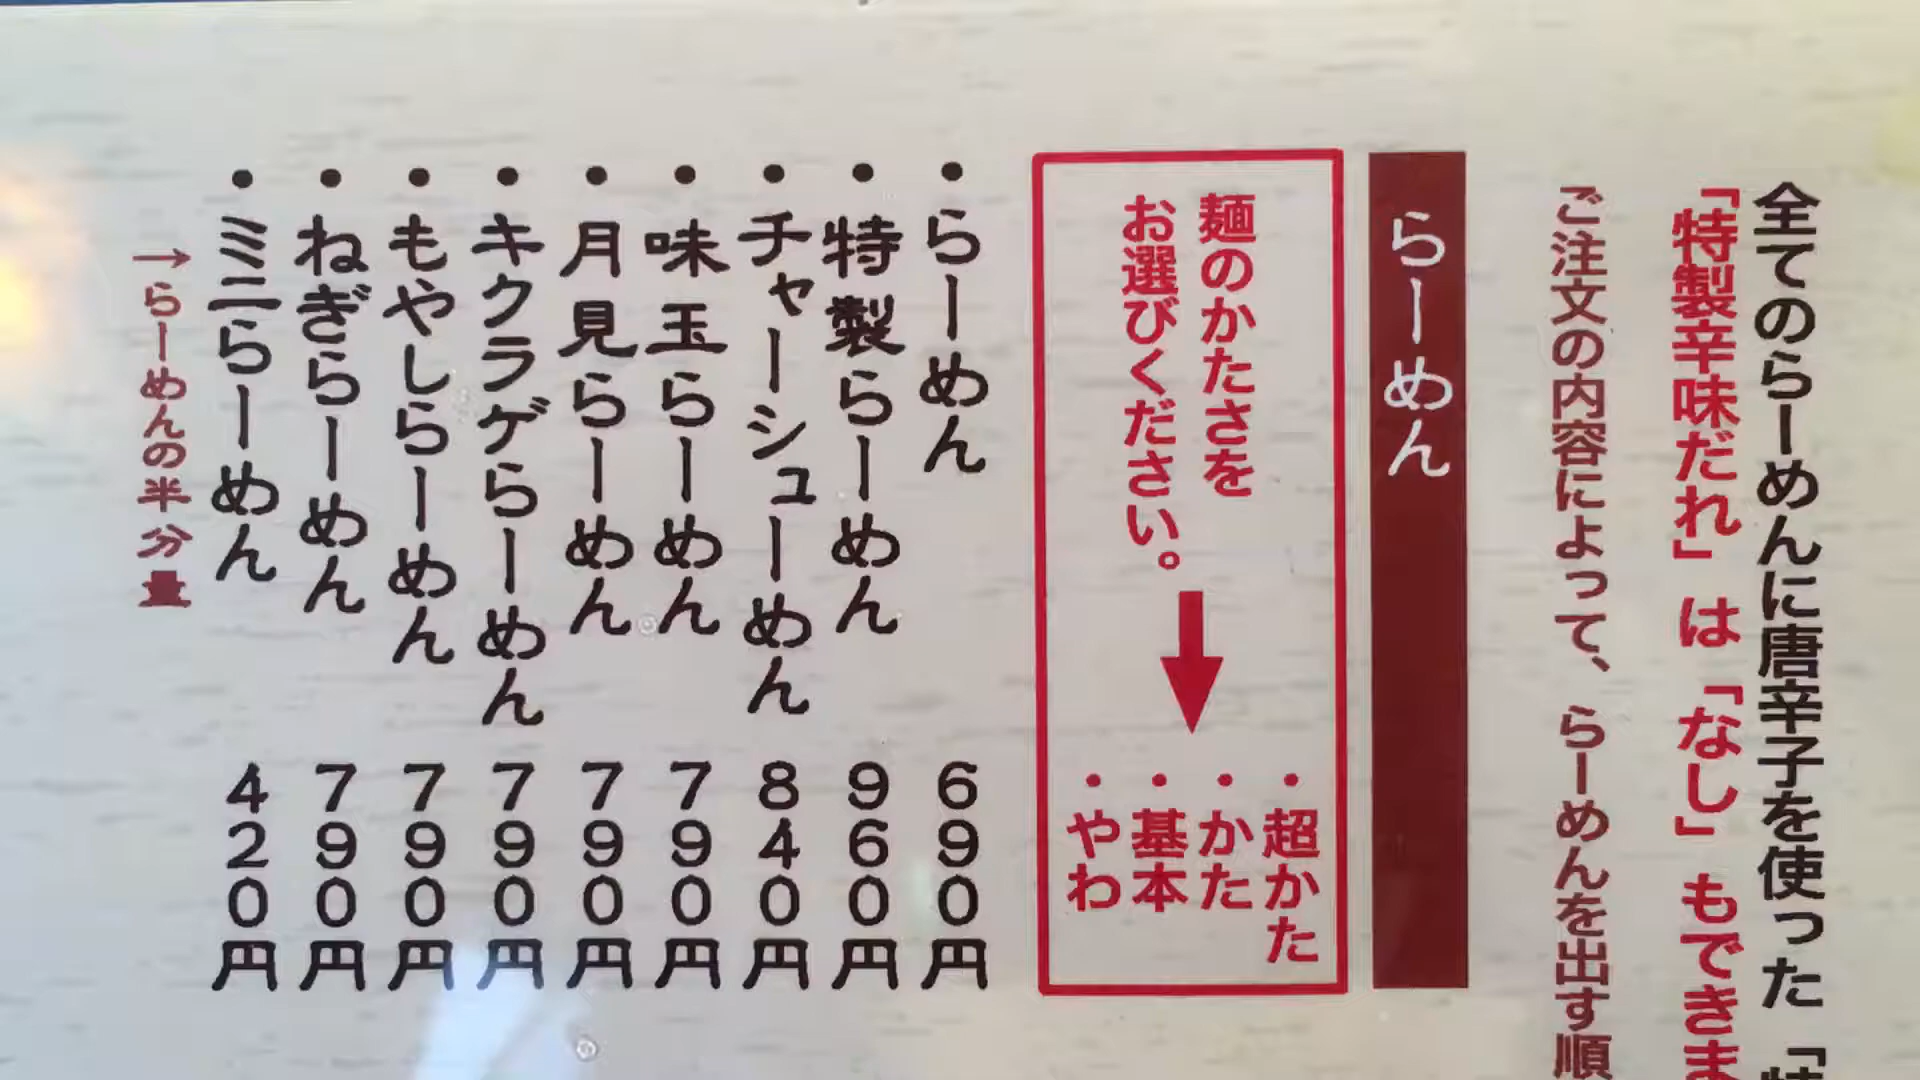 全てのらーめんに唐辛子を使った「特
「特製辛味だれ」は「なし」もできま
ご注文の内容によって、らーめんを出す順
らーめん
麺のかたさを
お選びください。
・超かた
・かた
・基本
・やわ
・らーめん 690円
・特製らーめん 960円
・チャーシューめん 840円
・味玉らーめん 790円
・月見らーめん 790円
・キクラゲらーめん 790円
・もやしらーめん 790円
・ねぎらーめん 790円
・ミニらーめん 420円
→らーめんの半分量